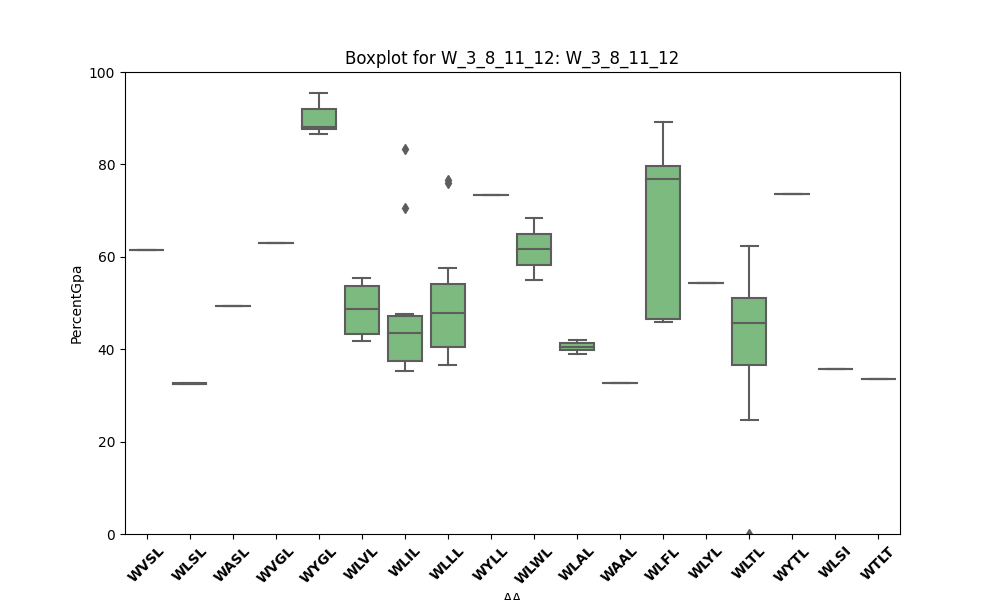 Boxplot for W_3_8_11_12: W_3_8_11_12
100
80
60
40
20
0
PercentGpa
WVSL
WLSL
WASL
WVGL
WYGL
WLVL
WLIL
WLLL
WYLL
WLWL
WLAL
WAAL
WLFL
WLYL
WLTL
WYTL
WLSI
WTLT
AA